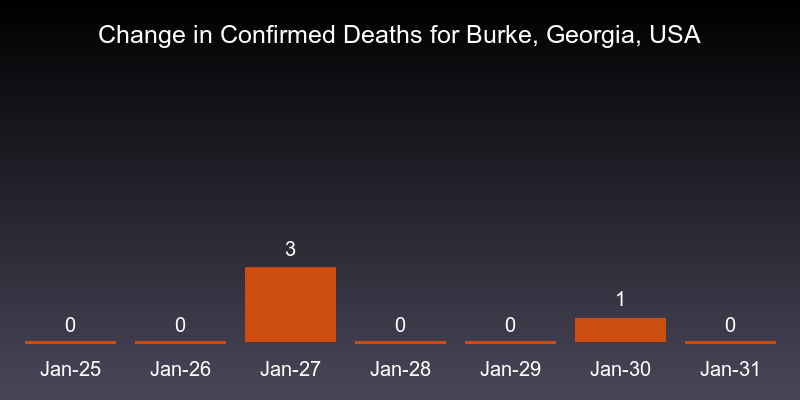 Change in Confirmed Deaths for Burke, Georgia, USA
3
1
0 0 0 0 0
Jan-25 Jan-26 Jan-27 Jan-28 Jan-29 Jan-30 Jan-31